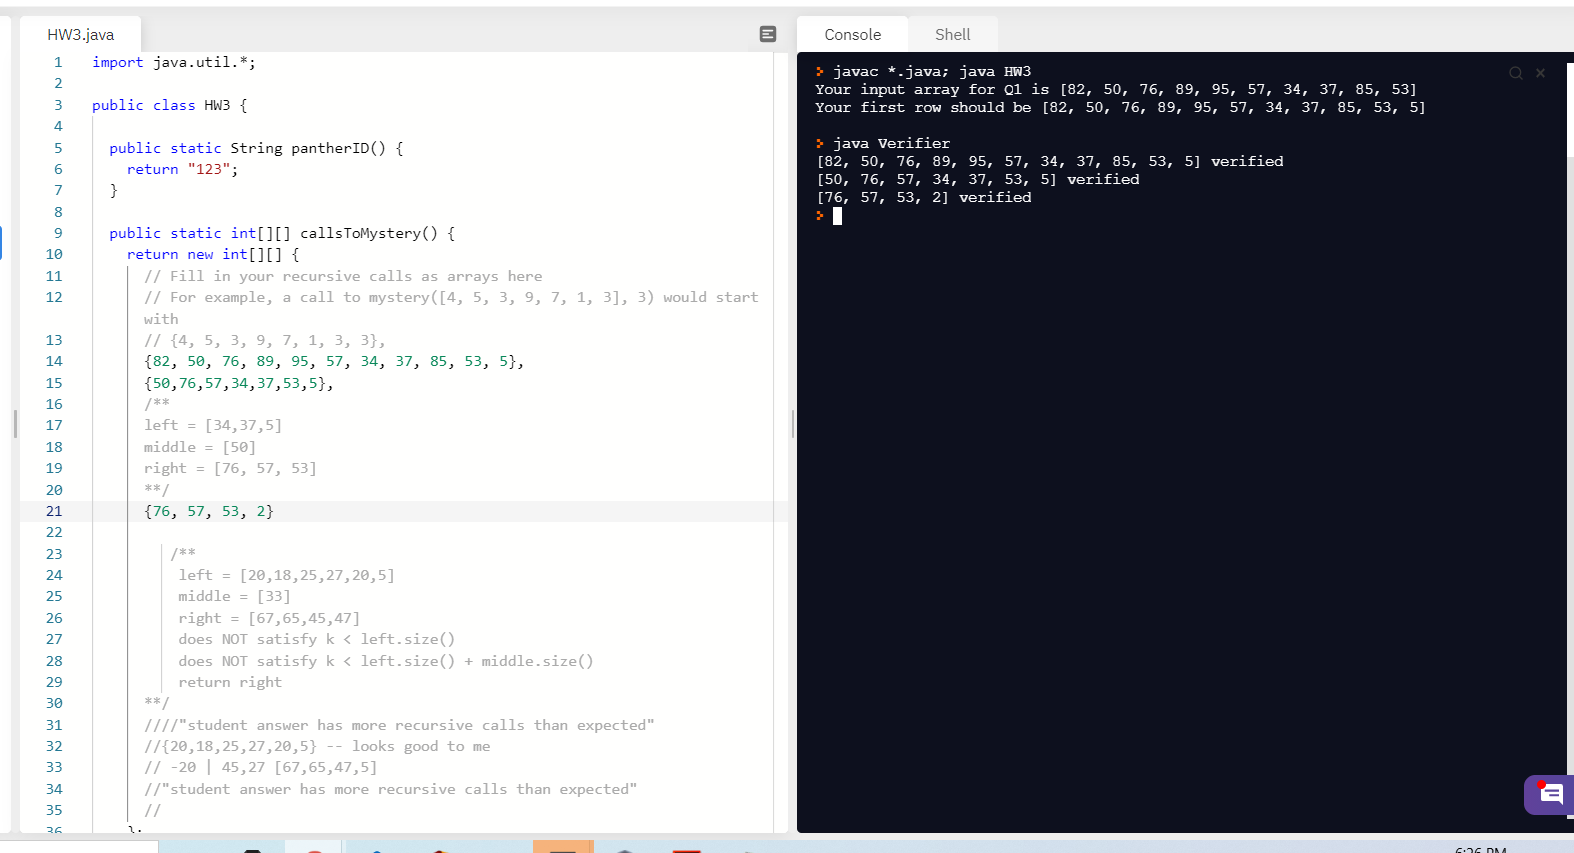 HW3.java
1 import java.util.*;
2
3 public class HW3 {
4
5 public static String pantherID() {
6 return "123";
7 }
8
9 public static int[][] callsToMystery() {
10 return new int[][] {
11 // Fill in your recursive calls as arrays here
12 // For example, a call to mystery([4, 5, 3, 9, 7, 1, 3], 3) would start
with
13 // {4, 5, 3, 9, 7, 1, 3, 3},
14 {82, 50, 76, 89, 95, 57, 34, 37, 85, 53, 5},
15 {50,76,57,34,37,53,5},
16 /**
17 left = [34,37,5]
18 middle = [50]
19 right = [76, 57, 53]
20 **/
21 {76, 57, 53, 2}
22
23 /**
24 left = [20,18,25,27,20,5]
25 middle = [33]
26 right = [67,65,45,47]
27 does NOT satisfy k < left.size()
28 does NOT satisfy k < left.size() + middle.size()
29 return right
30 **/
31 ////"student answer has more recursive calls than expected"
32 //{20,18,25,27,20,5} -- looks good to me
33 // -20 | 45,27 [67,65,47,5]
34 //"student answer has more recursive calls than expected"
35 //
36 };
Console Shell
> javac *.java; java HW3
Your input array for Q1 is [82, 50, 76, 89, 95, 57, 34, 37, 85, 53]
Your first row should be [82, 50, 76, 89, 95, 57, 34, 37, 85, 53, 5]
> java Verifier
[82, 50, 76, 89, 95, 57, 34, 37, 85, 53, 5] verified
[50, 76, 57, 34, 37, 53, 5] verified
[76, 57, 53, 2] verified
>
6:26 PM